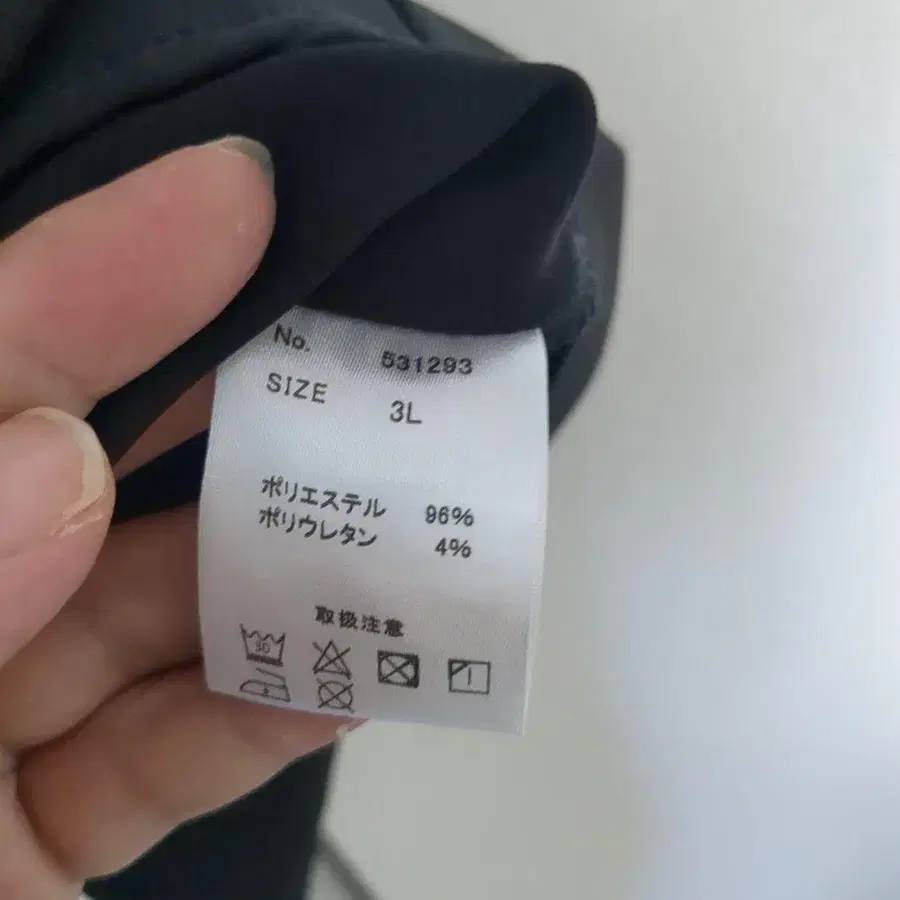 No. 531293
SIZE 3L
ポリエステル 96%
ポリウレタン 4%
取扱注意
30